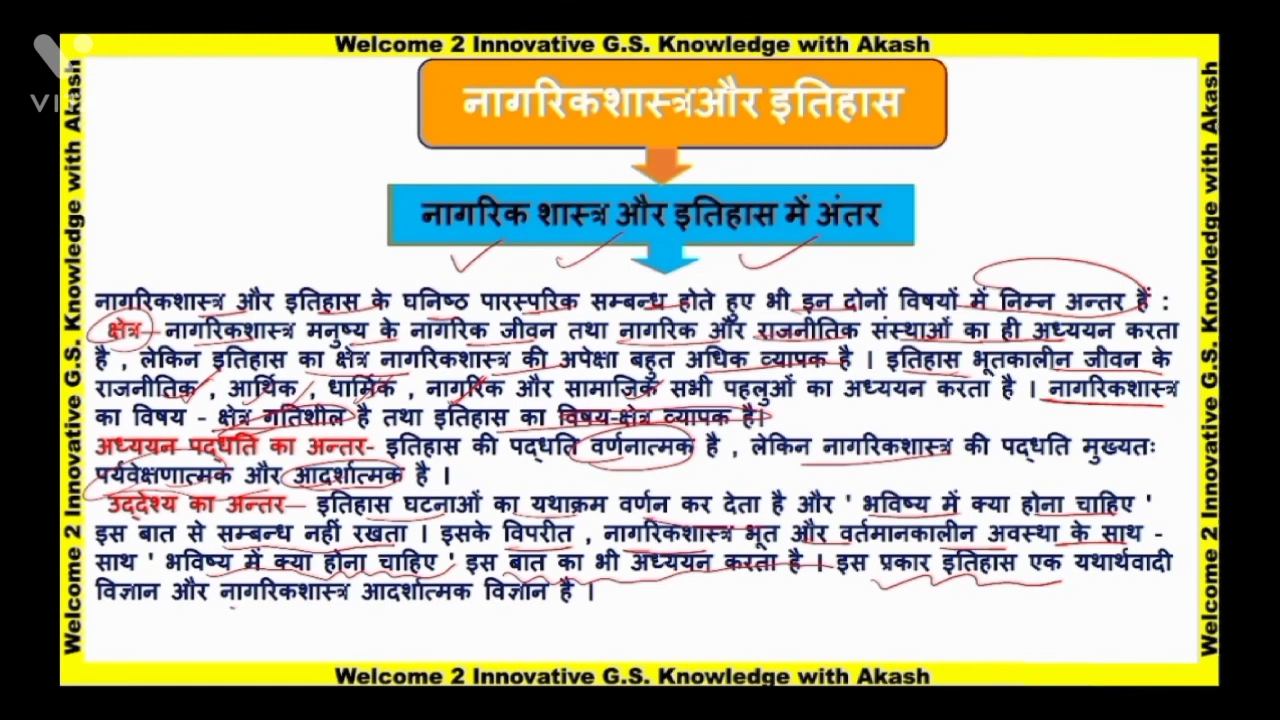 Welcome 2 Innovative G.S. Knowledge with Akash
नागरिकशास्त्रऔर इतिहास
नागरिक शास्त्र और इतिहास में अंतर
नागरिकशास्त्र और इतिहास के घनिष्ठ पारस्परिक सम्बन्ध होते हुए भी इन दोनों विषयों में निम्न अन्तर हैं :
क्षेत्र– नागरिकशास्त्र मनुष्य के नागरिक जीवन तथा नागरिक और राजनीतिक संस्थाओं का ही अध्ययन करता
है , लेकिन इतिहास का क्षेत्र नागरिकशास्त्र की अपेक्षा बहुत अधिक व्यापक है । इतिहास भूतकालीन जीवन के
राजनीतिक , आर्थिक , धार्मिक , नागरिक और सामाजिक सभी पहलुओं का अध्ययन करता है । नागरिकशास्त्र
का विषय - क्षेत्र गतिशील है तथा इतिहास का विषय-क्षेत्र व्यापक है।
अध्ययन पद्धति का अन्तर- इतिहास की पद्धति वर्णनात्मक है , लेकिन नागरिकशास्त्र की पद्धति मुख्यतः
पर्यवेक्षणात्मक और आदर्शात्मक है ।
उद्देश्य का अन्तर— इतिहास घटनाओं का यथाक्रम वर्णन कर देता है और ' भविष्य में क्या होना चाहिए '
इस बात से सम्बन्ध नहीं रखता । इसके विपरीत , नागरिकशास्त्र भूत और वर्तमानकालीन अवस्था के साथ -
साथ ' भविष्य में क्या होना चाहिए ' इस बात का भी अध्ययन करता है । इस प्रकार इतिहास एक यथार्थवादी
विज्ञान और नागरिकशास्त्र आदर्शात्मक विज्ञान है ।
Welcome 2 Innovative G.S. Knowledge with Akash
Welcome 2 Innovative G.S. Knowledge with Akash
Welcome 2 Innovative G.S. Knowledge with Akash